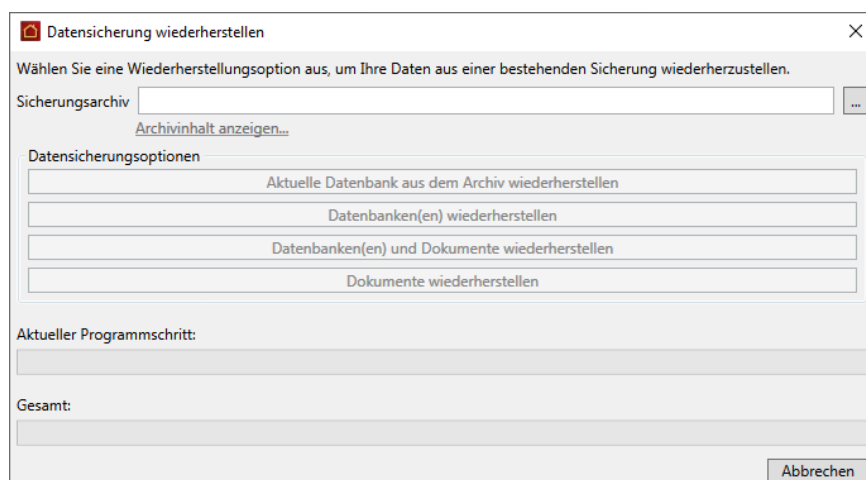 Datensicherung wiederherstellen
Wählen Sie eine Wiederherstellungsoption aus, um Ihre Daten aus einer bestehenden Sicherung wiederherzustellen.
Sicherungsarchiv
...
Archivinhalt anzeigen...
Datensicherungsoptionen
Aktuelle Datenbank aus dem Archiv wiederherstellen
Datenbanken(en) wiederherstellen
Datenbanken(en) und Dokumente wiederherstellen
Dokumente wiederherstellen
Aktueller Programmschritt:
Gesamt:
Abbrechen